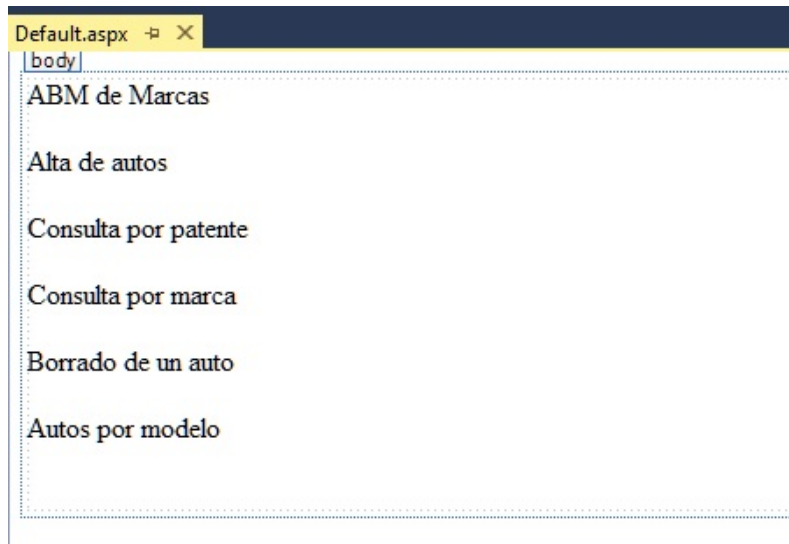 Default.aspx
body
ABM de Marcas
Alta de autos
Consulta por patente
Consulta por marca
Borrado de un auto
Autos por modelo